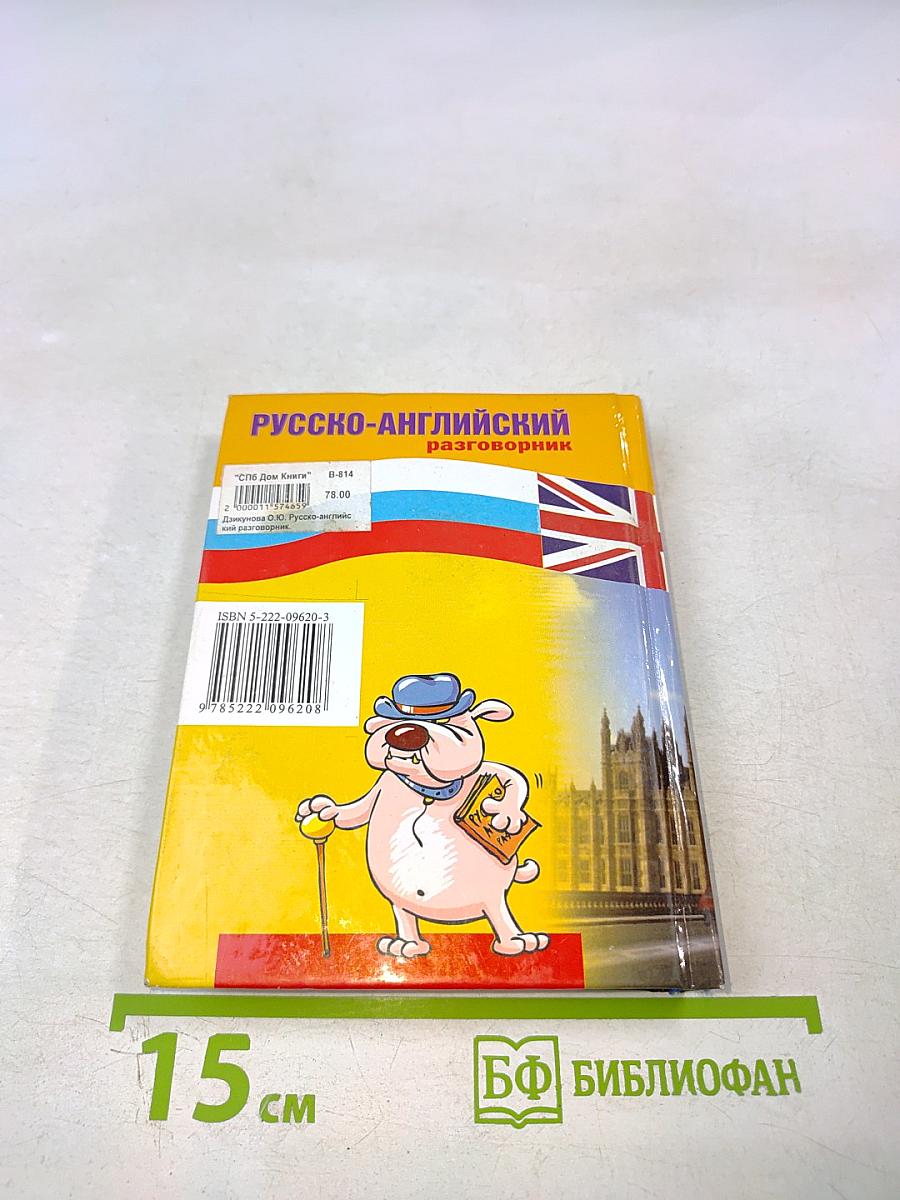 РУССКО-АНГЛИЙСКИЙ
разговорник
"СПб Дом Книги" В-814
78.00
2 000011 574659
Дзикунова О.Ю. Русско-английс
кий разговорник.
ISBN 5-222-09620-3
9 785222 096208
15 см
БФ БИБЛИОФАН